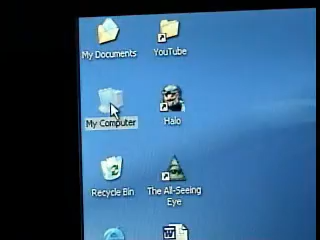 My Documents
YouTube
My Computer
Halo
Recycle Bin
The All-Seeing
Eye
W